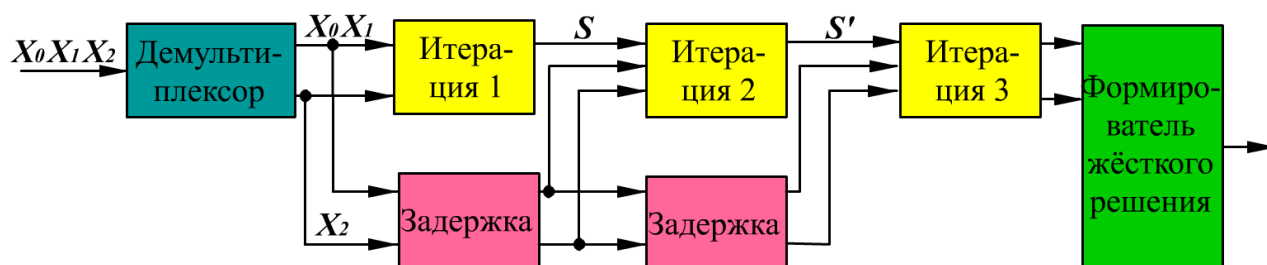 X₀X₁X₂
Демульти-
плексор
X₀X₁
Итера-
ция 1
S
Итера-
ция 2
S'
Итера-
ция 3
Формиро-
ватель
жёсткого
решения
X₂
Задержка
Задержка